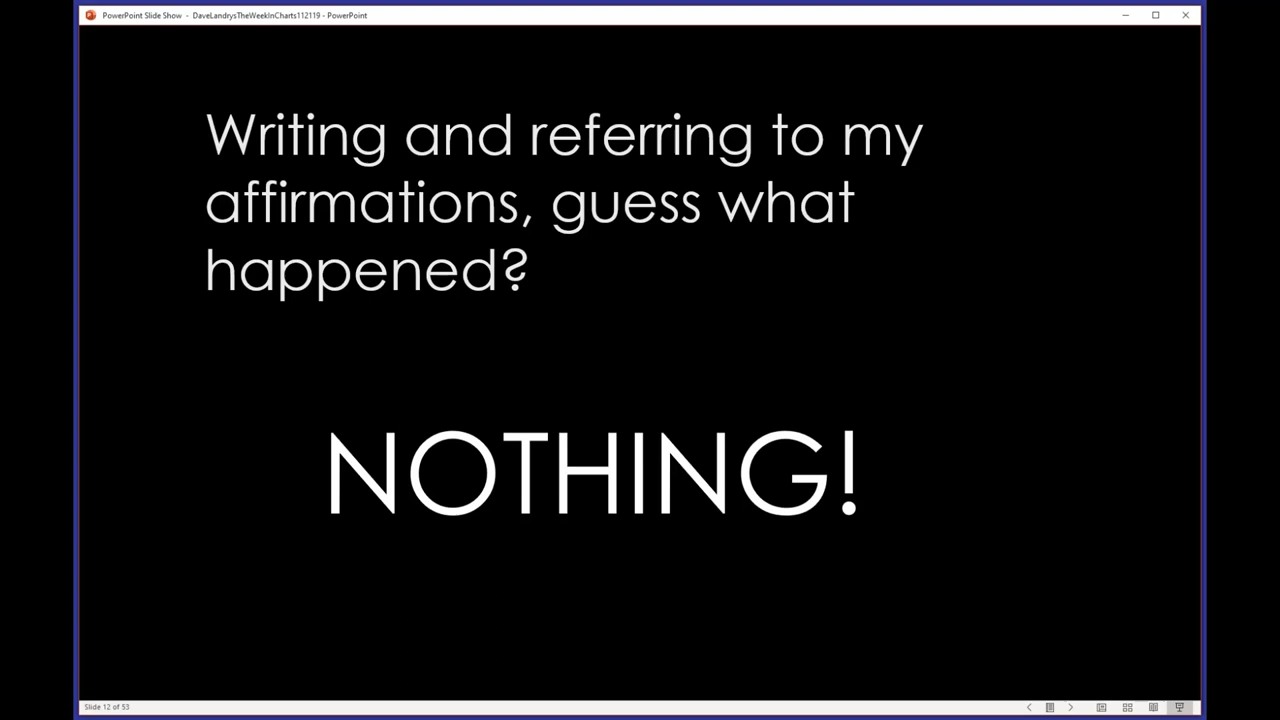 PowerPoint Slide Show - DaveLandrysTheWeekInCharts112119 - PowerPoint
Writing and referring to my
affirmations, guess what
happened?
NOTHING!
Slide 12 of 53